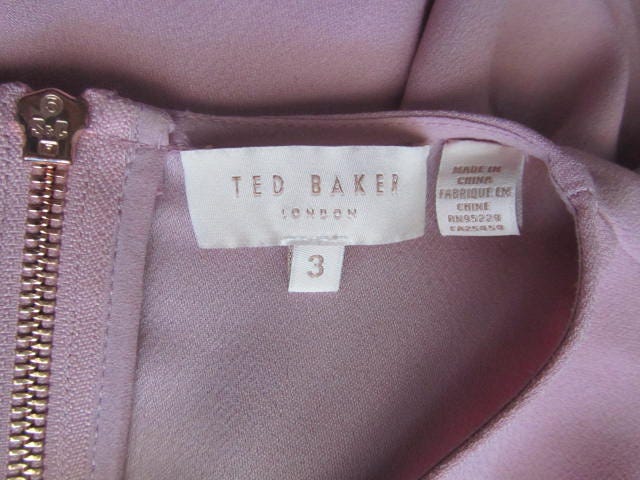 TED BAKER
LONDON
3
MADE IN
CHINA
FABRIQUE EN
CHINE
RN95229
CA25459